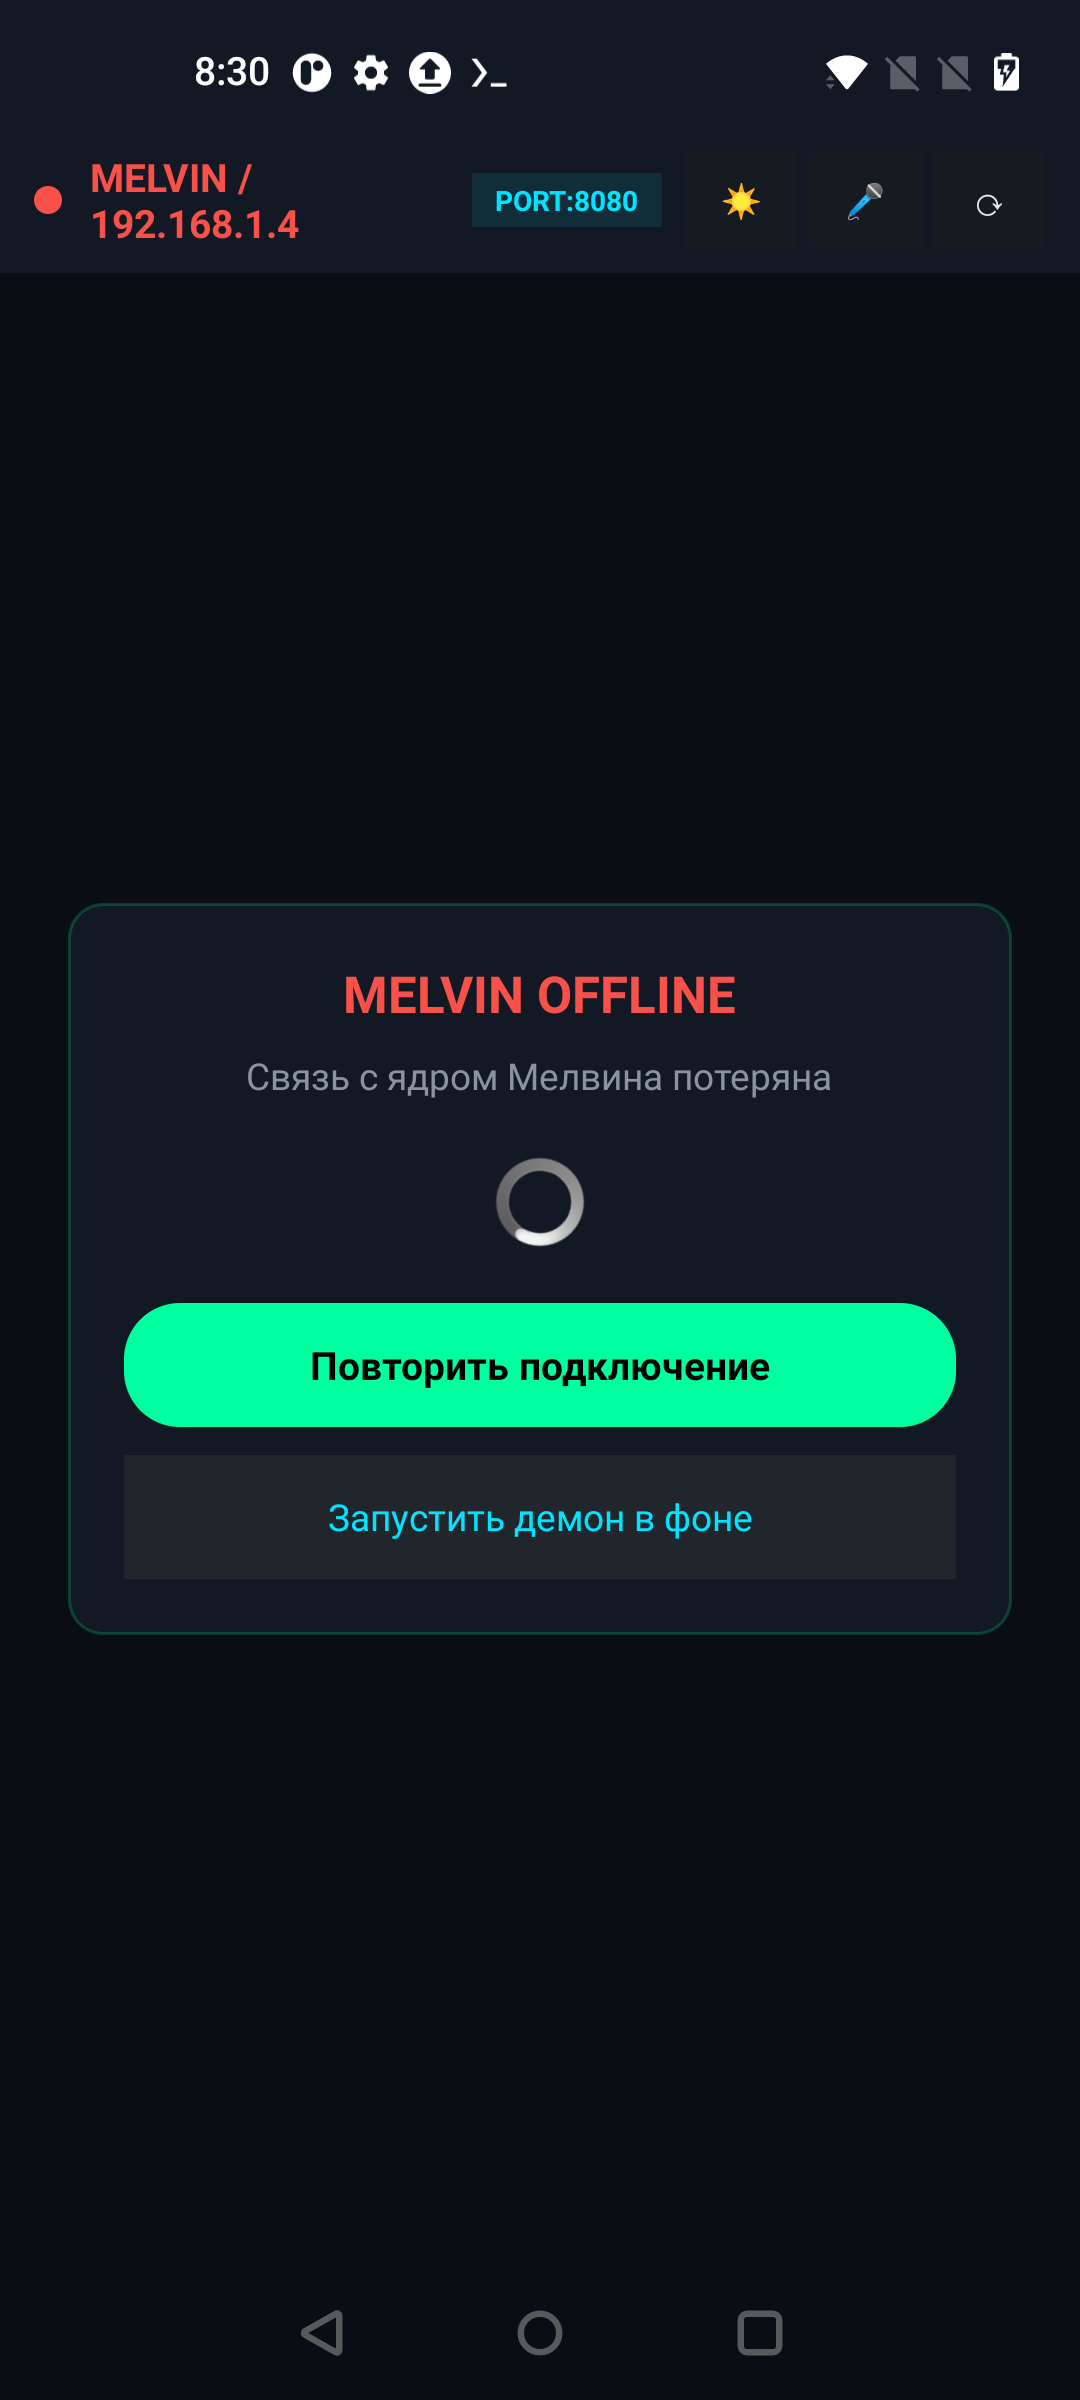 8:30
MELVIN /
192.168.1.4
PORT:8080
MELVIN OFFLINE
Связь с ядром Мелвина потеряна
Повторить подключение
Запустить демон в фоне